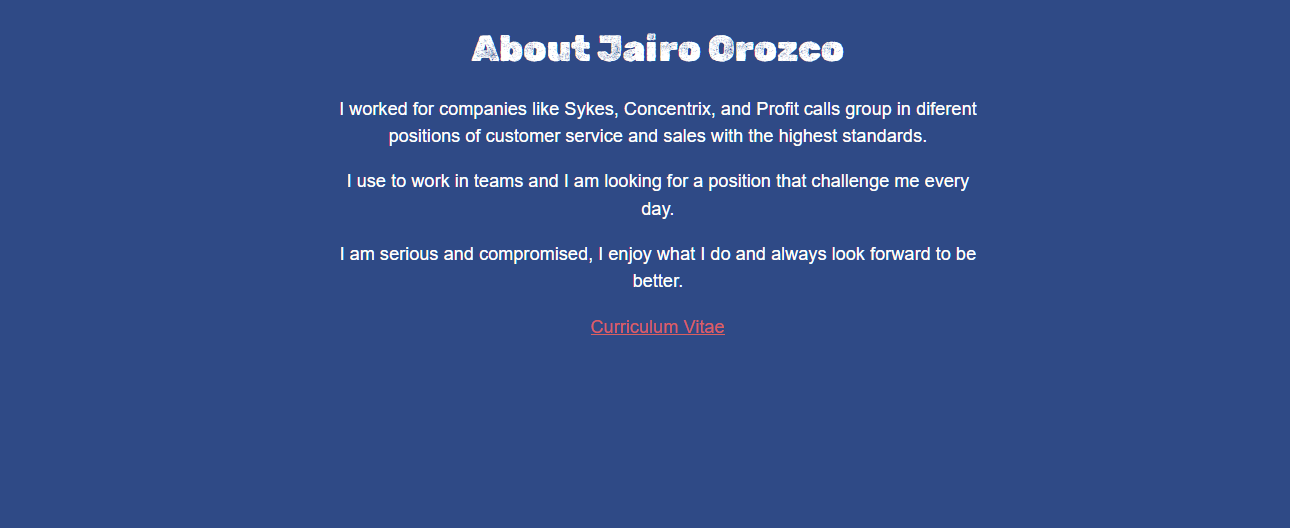 About Jairo Orozco
I worked for companies like Sykes, Concentrix, and Profit calls group in diferent
positions of customer service and sales with the highest standards.
I use to work in teams and I am looking for a position that challenge me every
day.
I am serious and compromised, I enjoy what I do and always look forward to be
better.
Curriculum Vitae